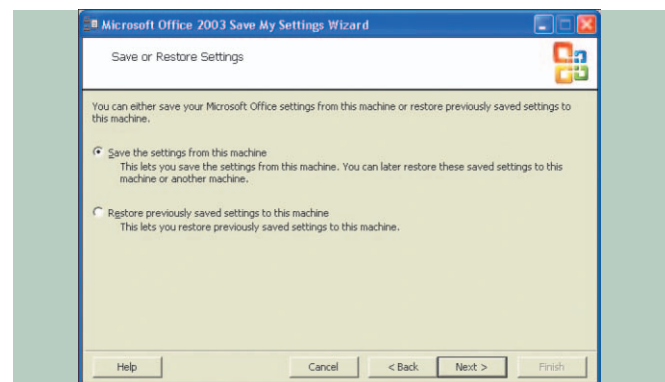 Microsoft Office 2003 Save My Settings Wizard
Save or Restore Settings
You can either save your Microsoft Office settings from this machine or restore previously saved settings to
this machine.
Save the settings from this machine
This lets you save the settings from this machine. You can later restore these saved settings to this
machine or another machine.
Restore previously saved settings to this machine
This lets you restore previously saved settings to this machine.
Help Cancel < Back Next > Finish